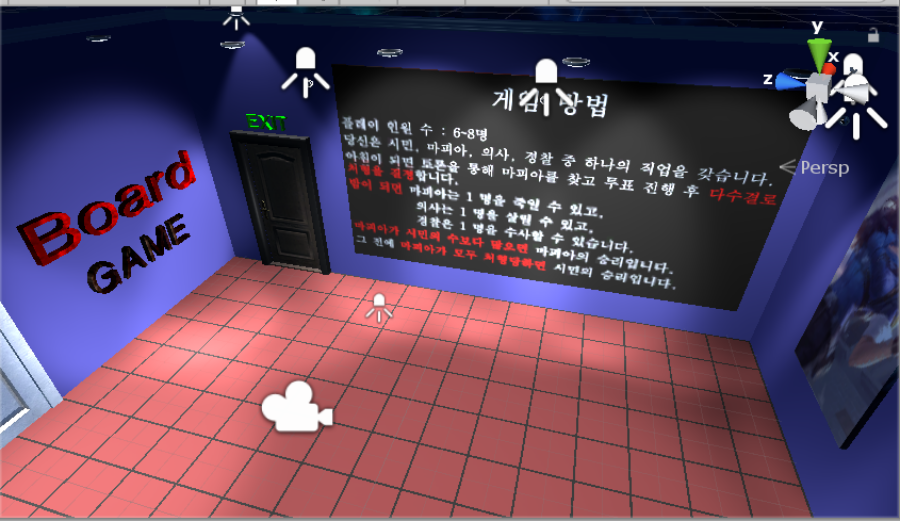 Board
GAME
EXIT
게임 방법
플레이 인원 수 : 6~8명
당신은 시민, 마피아, 의사, 경찰 중 하나의 직업을 갖습니다.
아침이 되면 토론을 통해 마피아를 찾고 투표 진행 후 다수결로
처형을 결정합니다.
밤이 되면 마피아는 1 명을 죽일 수 있고,
의사는 1 명을 살릴 수 있고,
경찰은 1 명을 수사할 수 있습니다.
마피아가 시민의 수보다 많으면 마피아의 승리입니다.
그 전에 마피아가 모두 처형당하면 시민의 승리입니다.
y
x
z
Persp